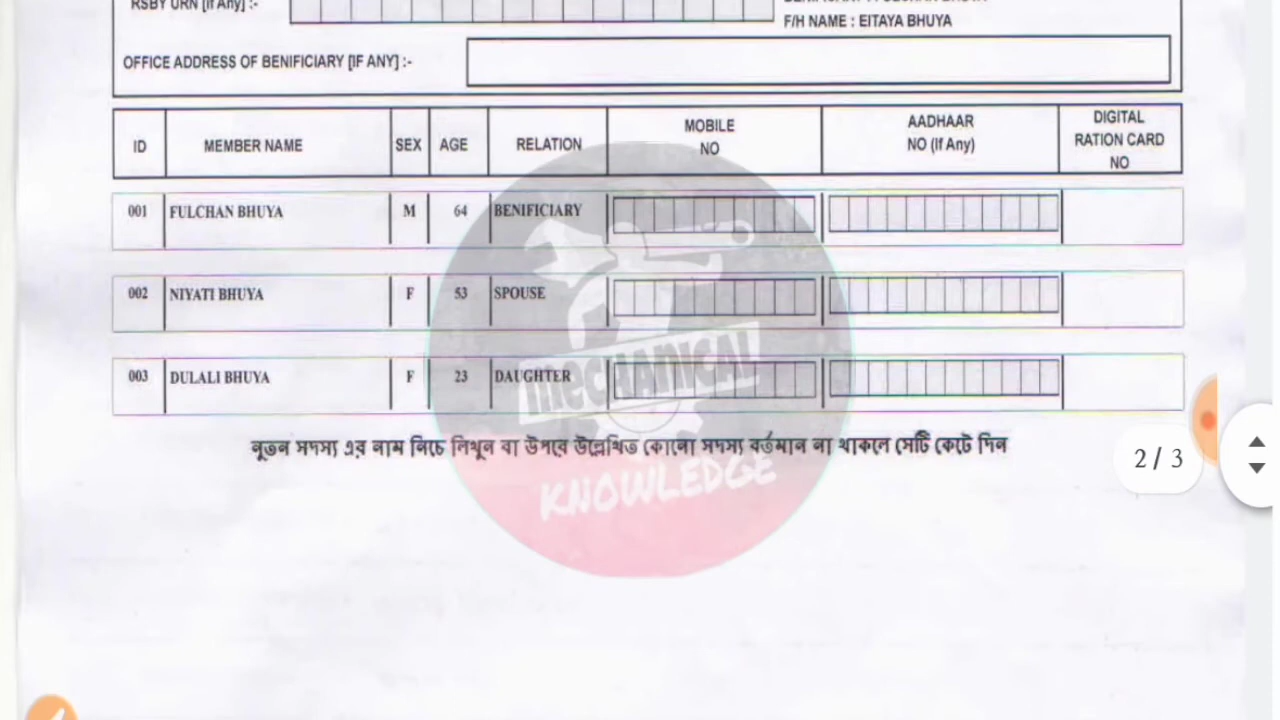 RSBY URN [If Any] :-
F/H NAME : EITAYA BHUYA
OFFICE ADDRESS OF BENIFICIARY [IF ANY] :-
ID MEMBER NAME SEX AGE RELATION MOBILE NO AADHAAR NO (If Any) DIGITAL RATION CARD NO
001 FULCHAN BHUYA M 64 BENIFICIARY
002 NIYATI BHUYA F 53 SPOUSE
003 DULALI BHUYA F 23 DAUGHTER
MECHANICAL
নুতন সদস্য এর নাম নিচে লিখুন বা উপরে উল্লেখিত কোনো সদস্য বর্তমান না থাকলে সেটি কেটে দিন
KNOWLEDGE
2 / 3